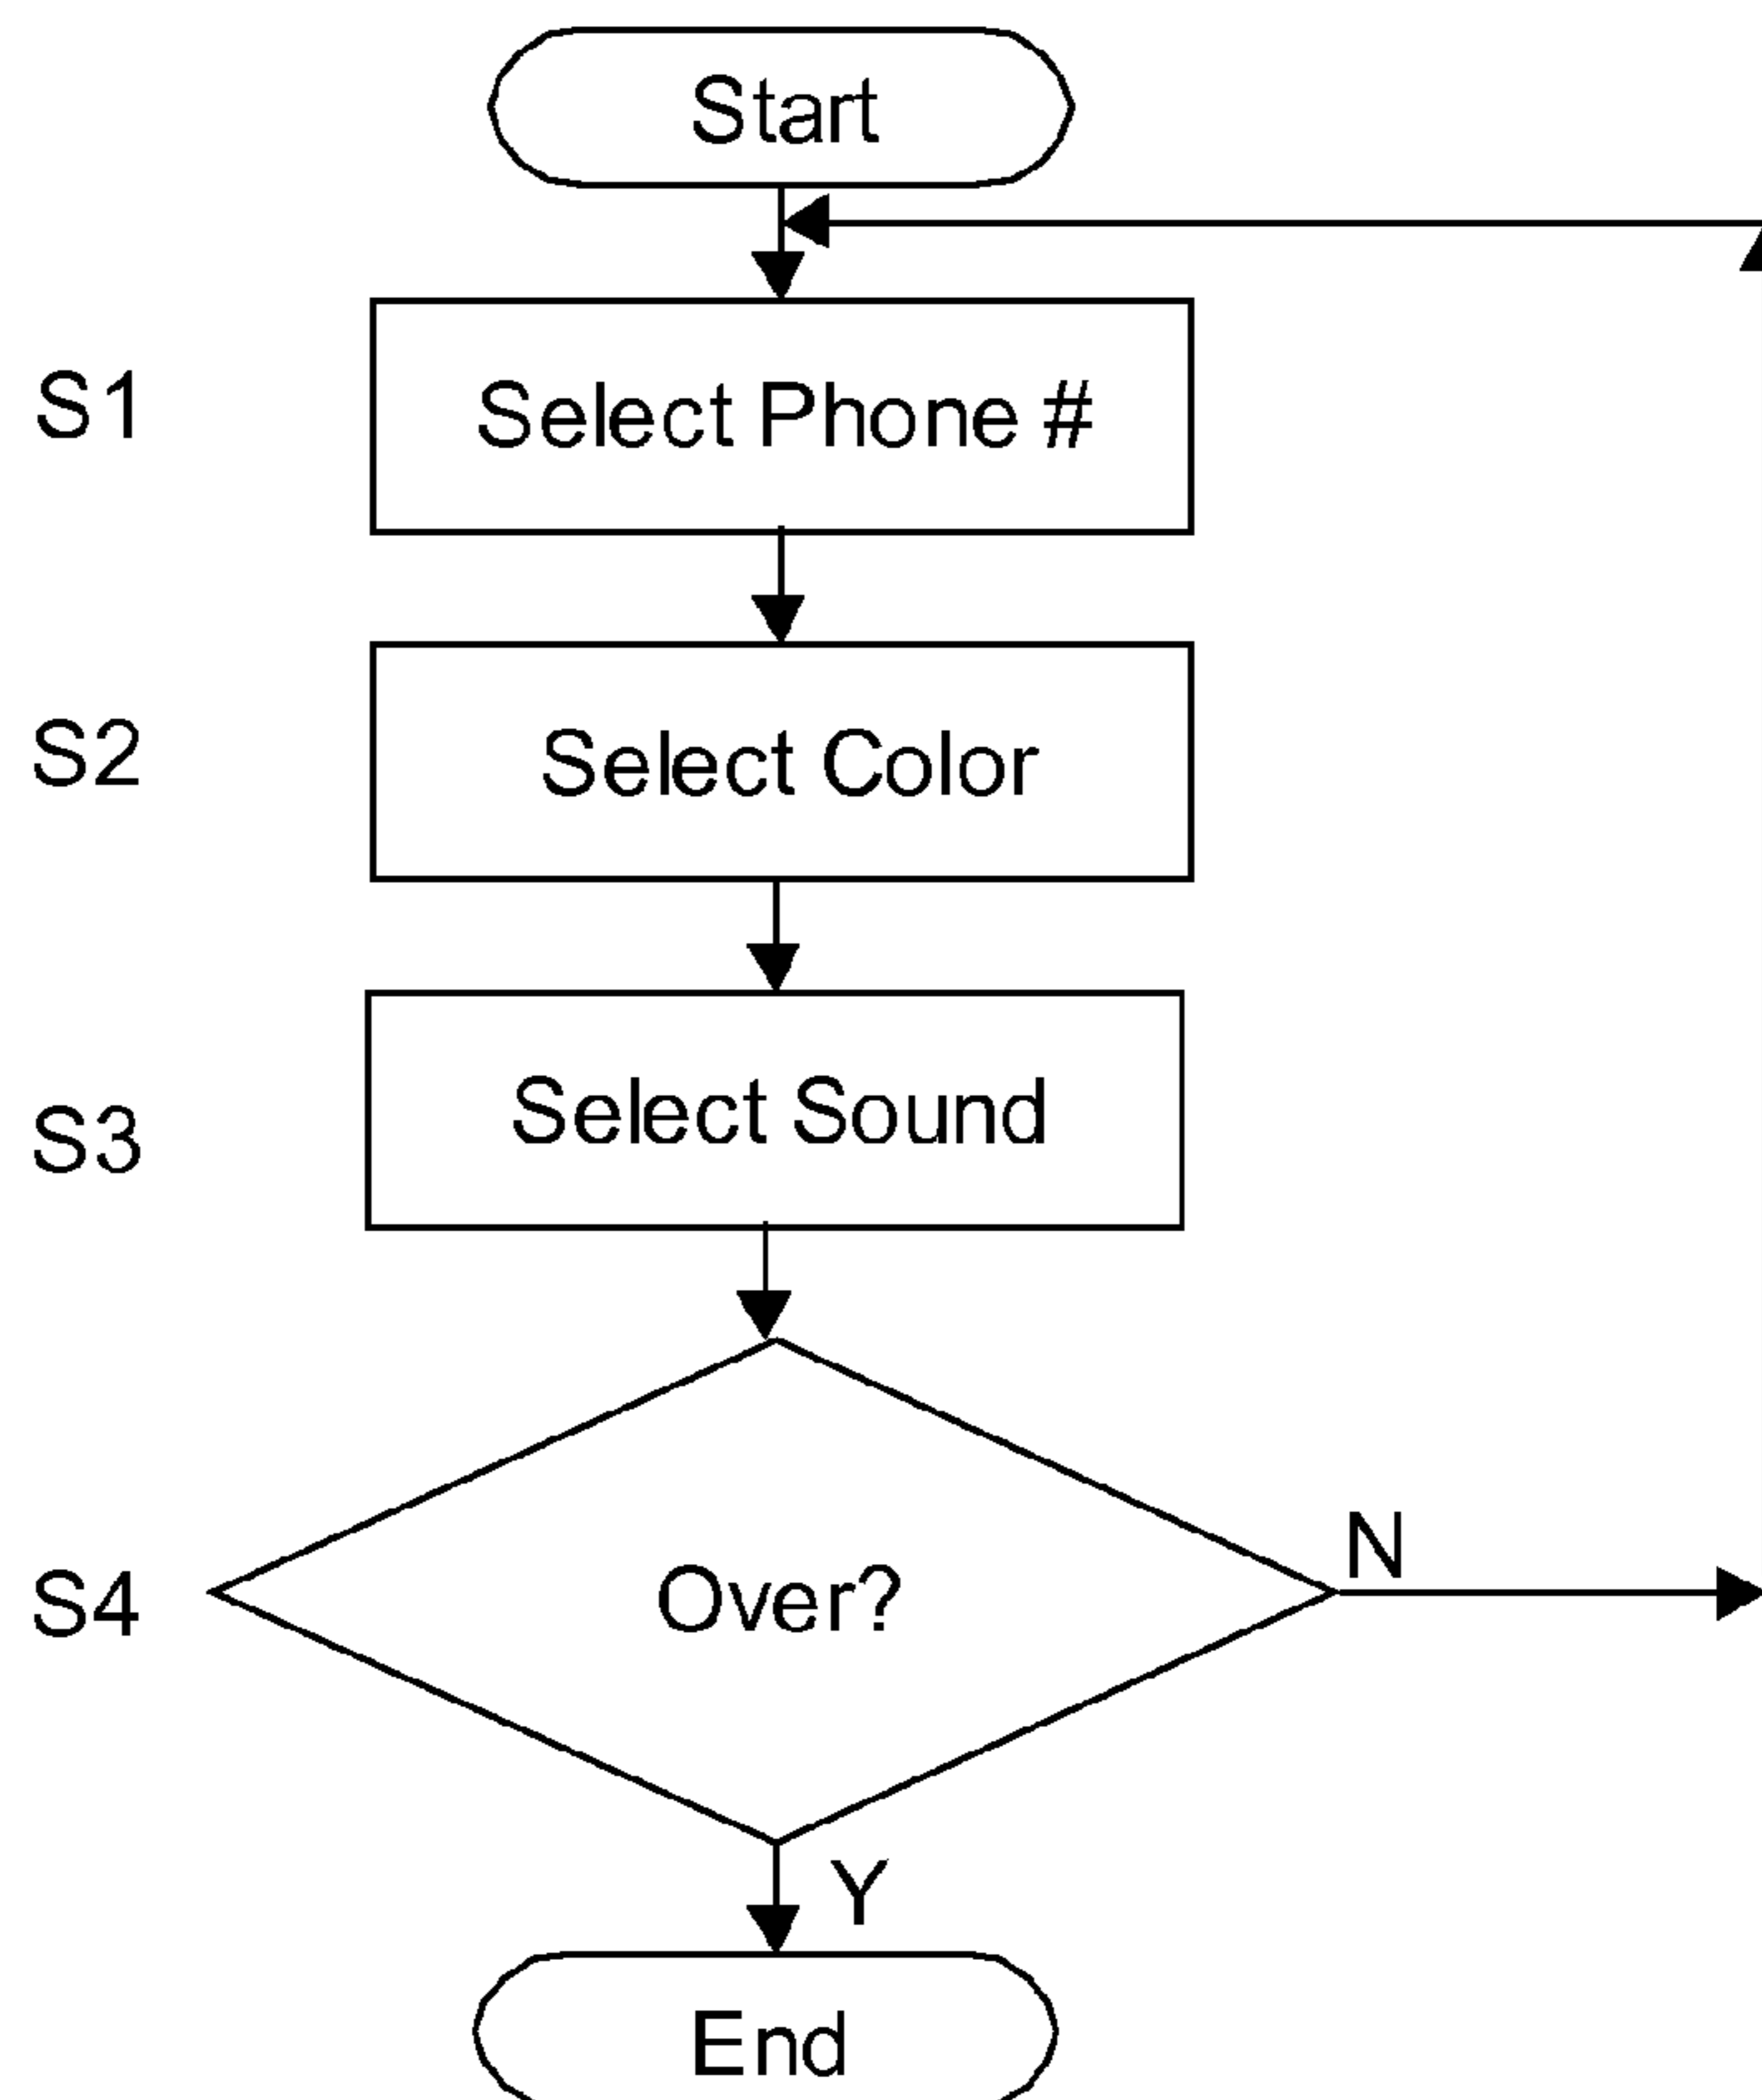 Start
S1
Select Phone #
S2
Select Color
S3
Select Sound
S4
Over?
N
Y
End